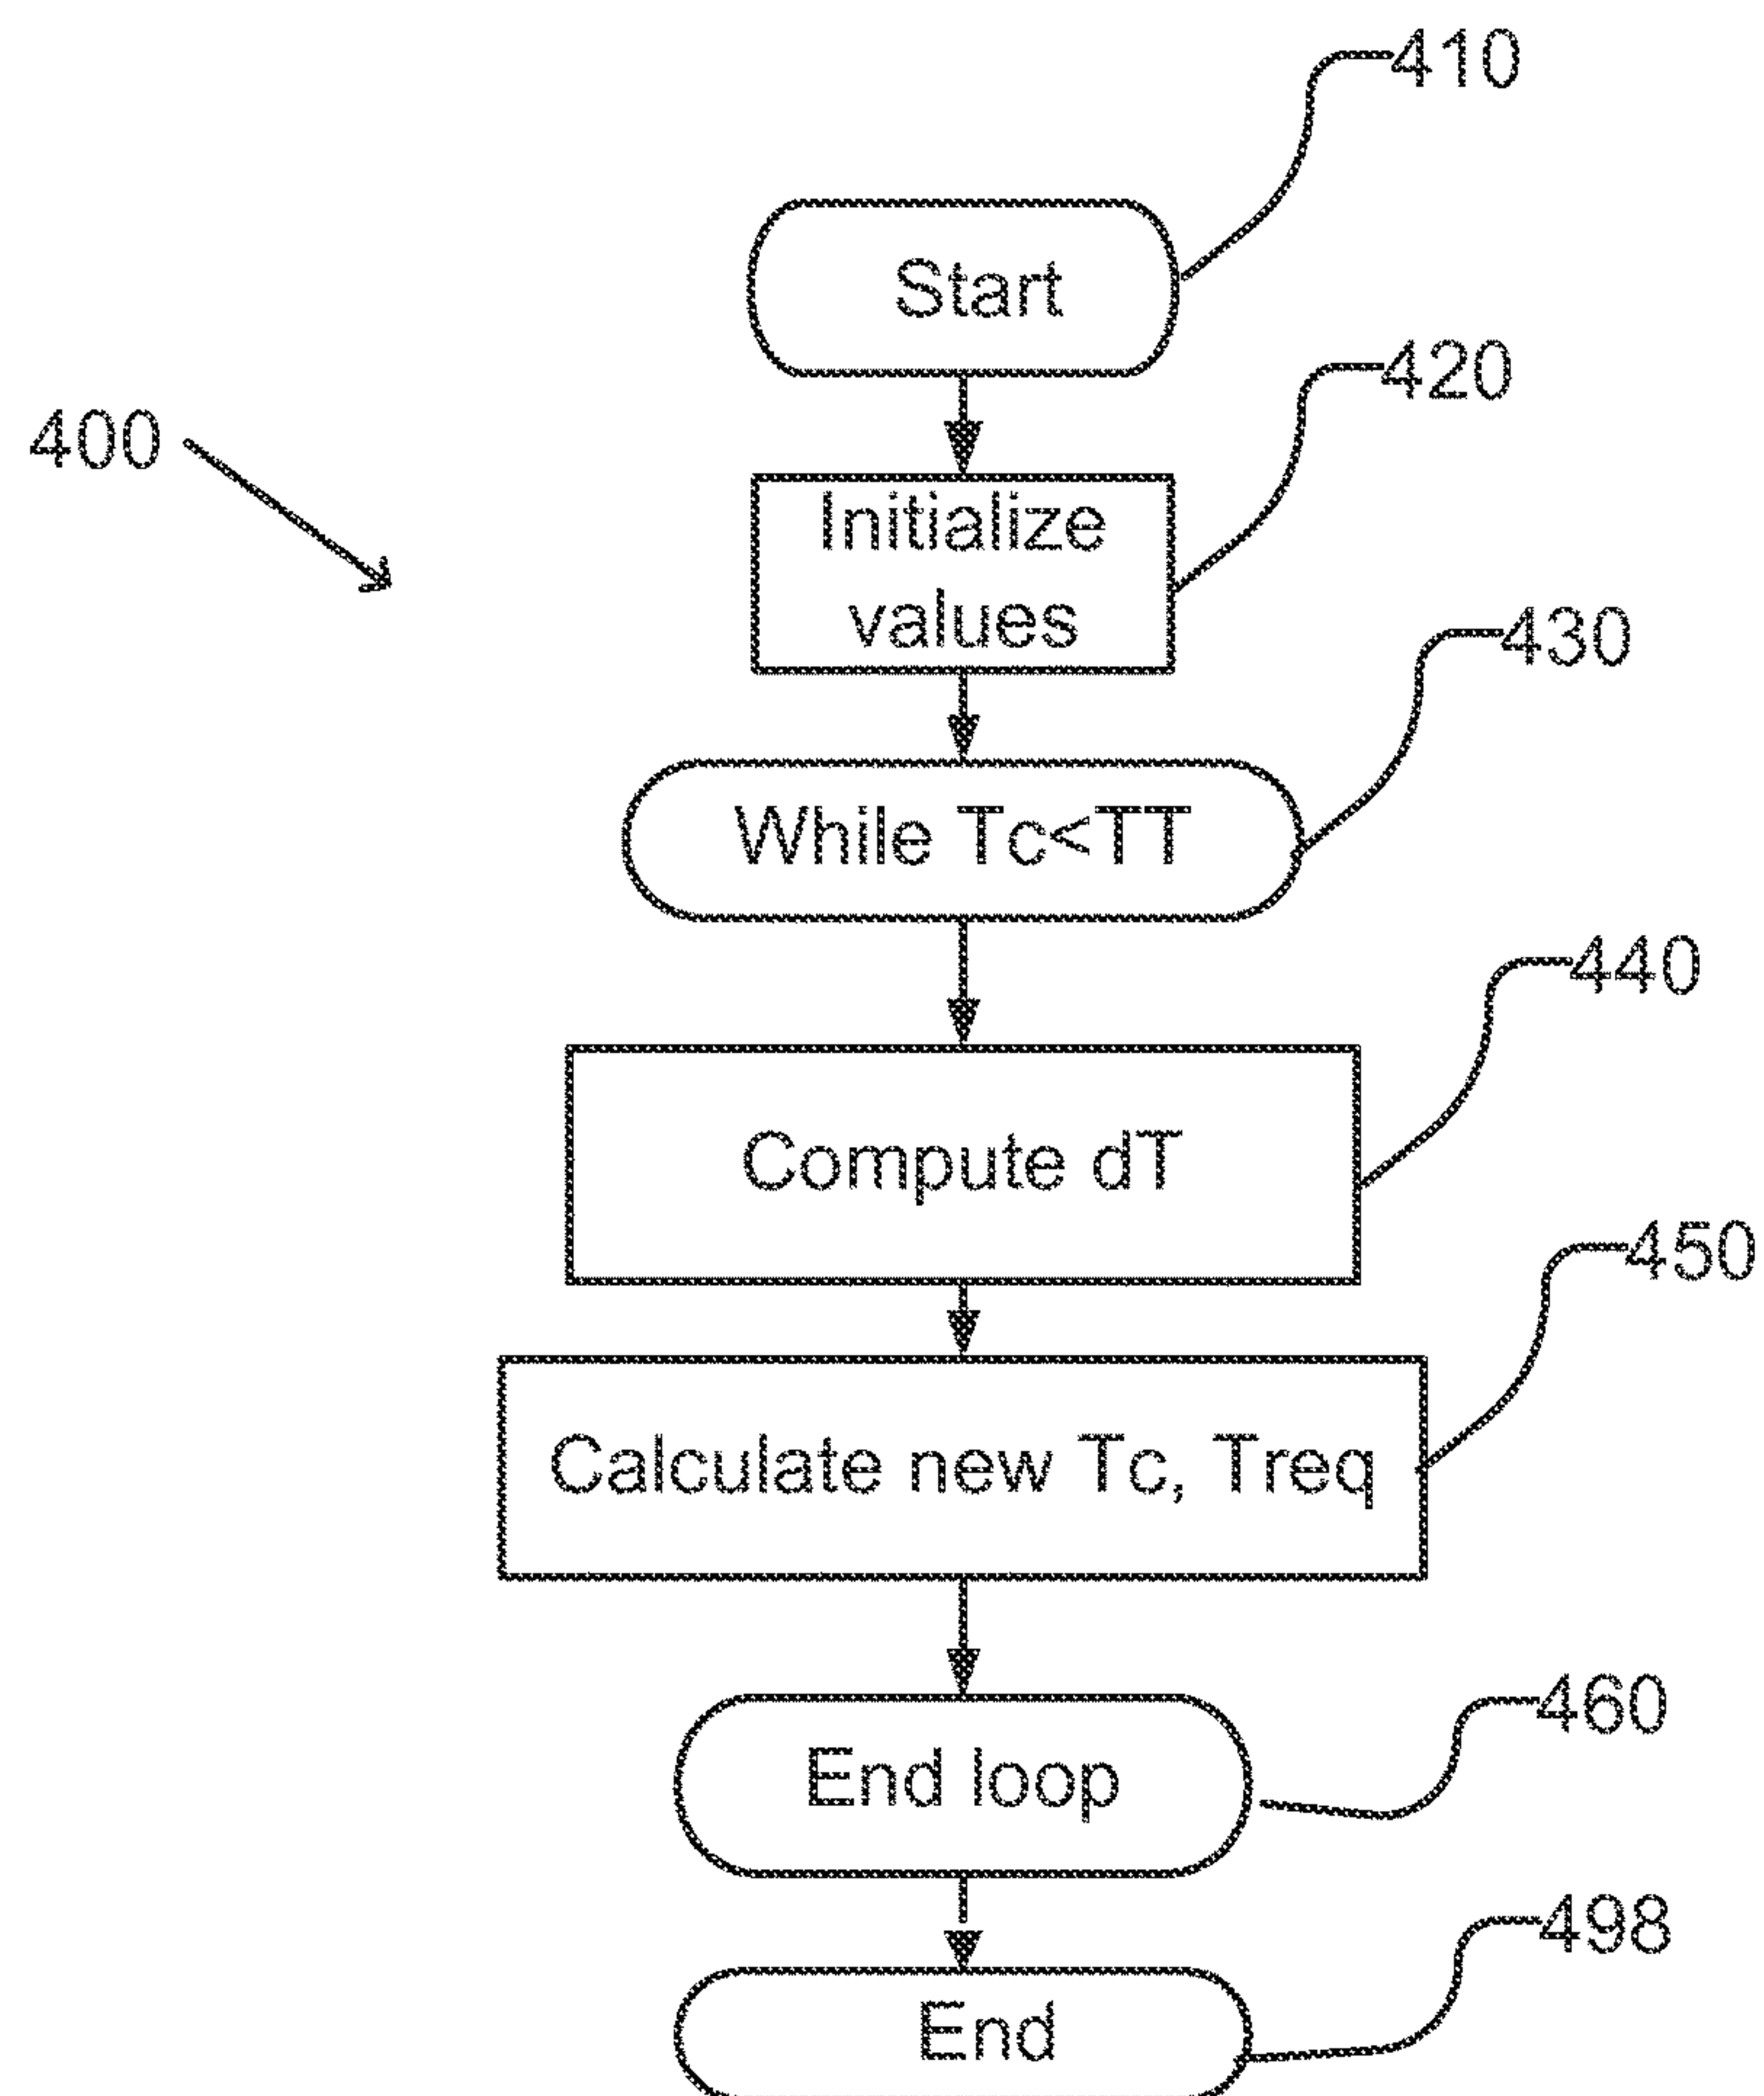 410
Start
420
400
Initialize
values
430
While Tc<TT
440
Compute dT
450
Calculate new Tc, Treq
460
End loop
498
End